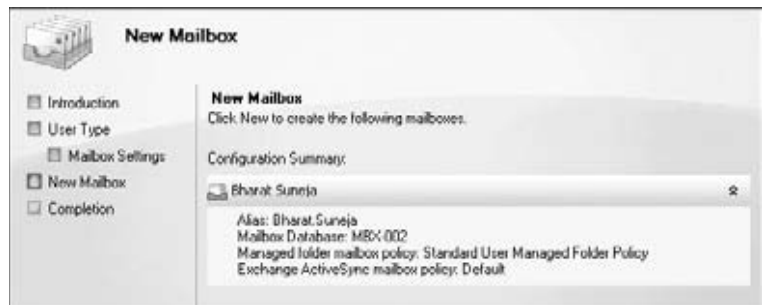 New Mailbox
Introduction
User Type
Mailbox Settings
New Mailbox
Completion
New Mailbox
Click New to create the following mailboxes.
Configuration Summary:
Bharat Suneja
Alias: Bharat.Suneja
Mailbox Database: MBX-002
Managed folder mailbox policy: Standard User Managed Folder Policy
Exchange ActiveSync mailbox policy: Default